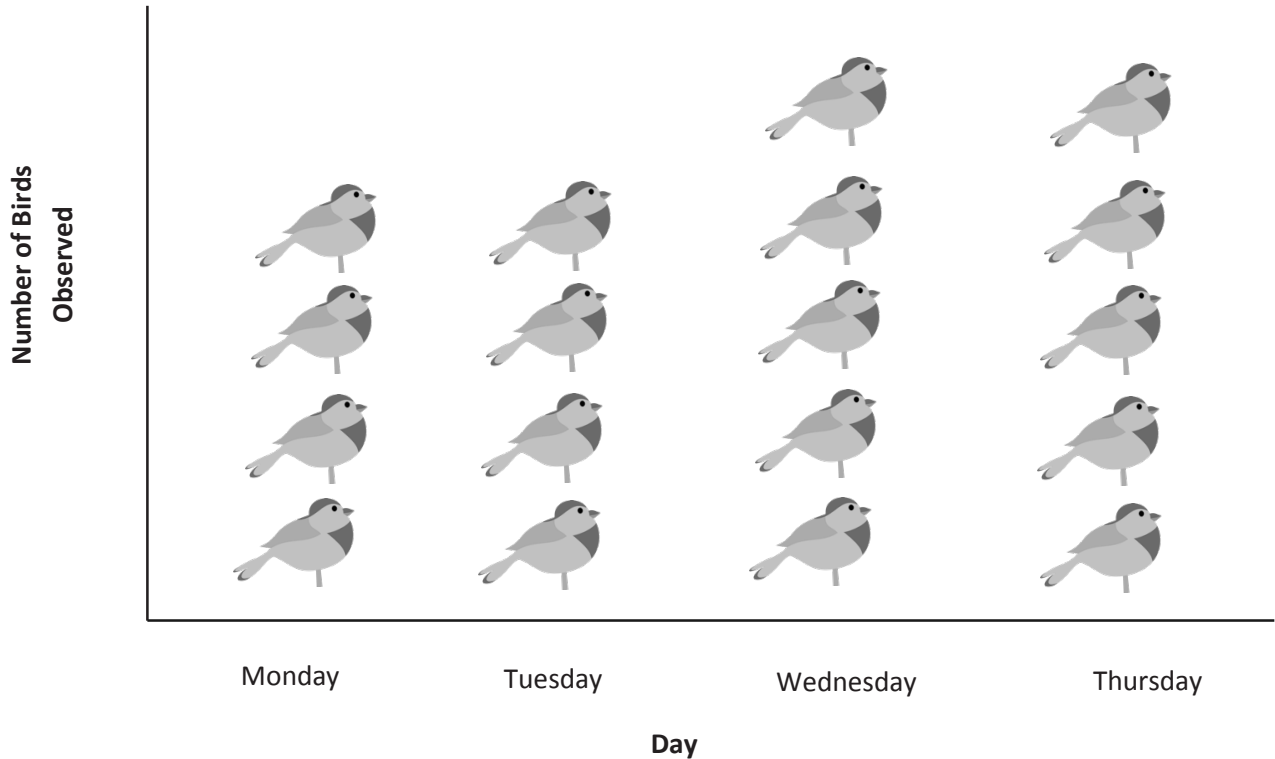 Number of Birds
Observed
Monday
Tuesday
Wednesday
Thursday
Day